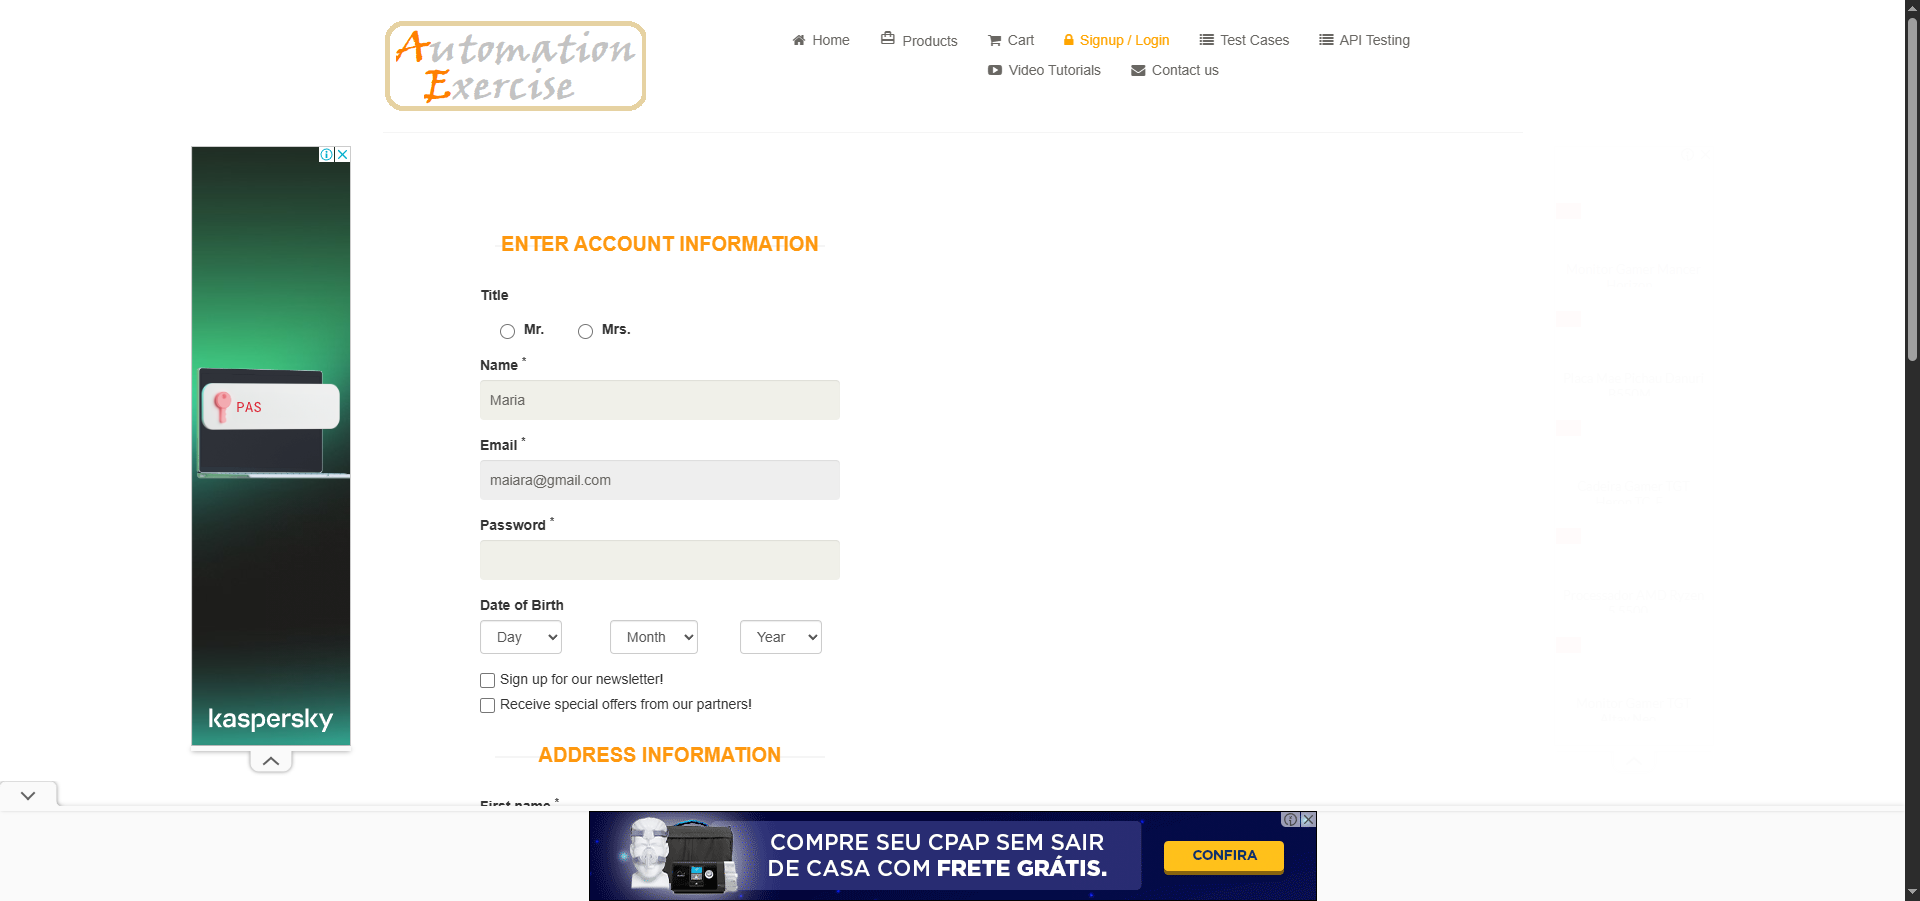 Automation
Exercise
Home
Products
Cart
Signup / Login
Test Cases
API Testing
Video Tutorials
Contact us
PAS
kaspersky
ENTER ACCOUNT INFORMATION
Title
Mr.
Mrs.
Name *
Maria
Email *
maiara@gmail.com
Password *
Date of Birth
Day
Month
Year
Sign up for our newsletter!
Receive special offers from our partners!
ADDRESS INFORMATION
First name *
COMPRE SEU CPAP SEM SAIR
DE CASA COM FRETE GRÁTIS.
CONFIRA